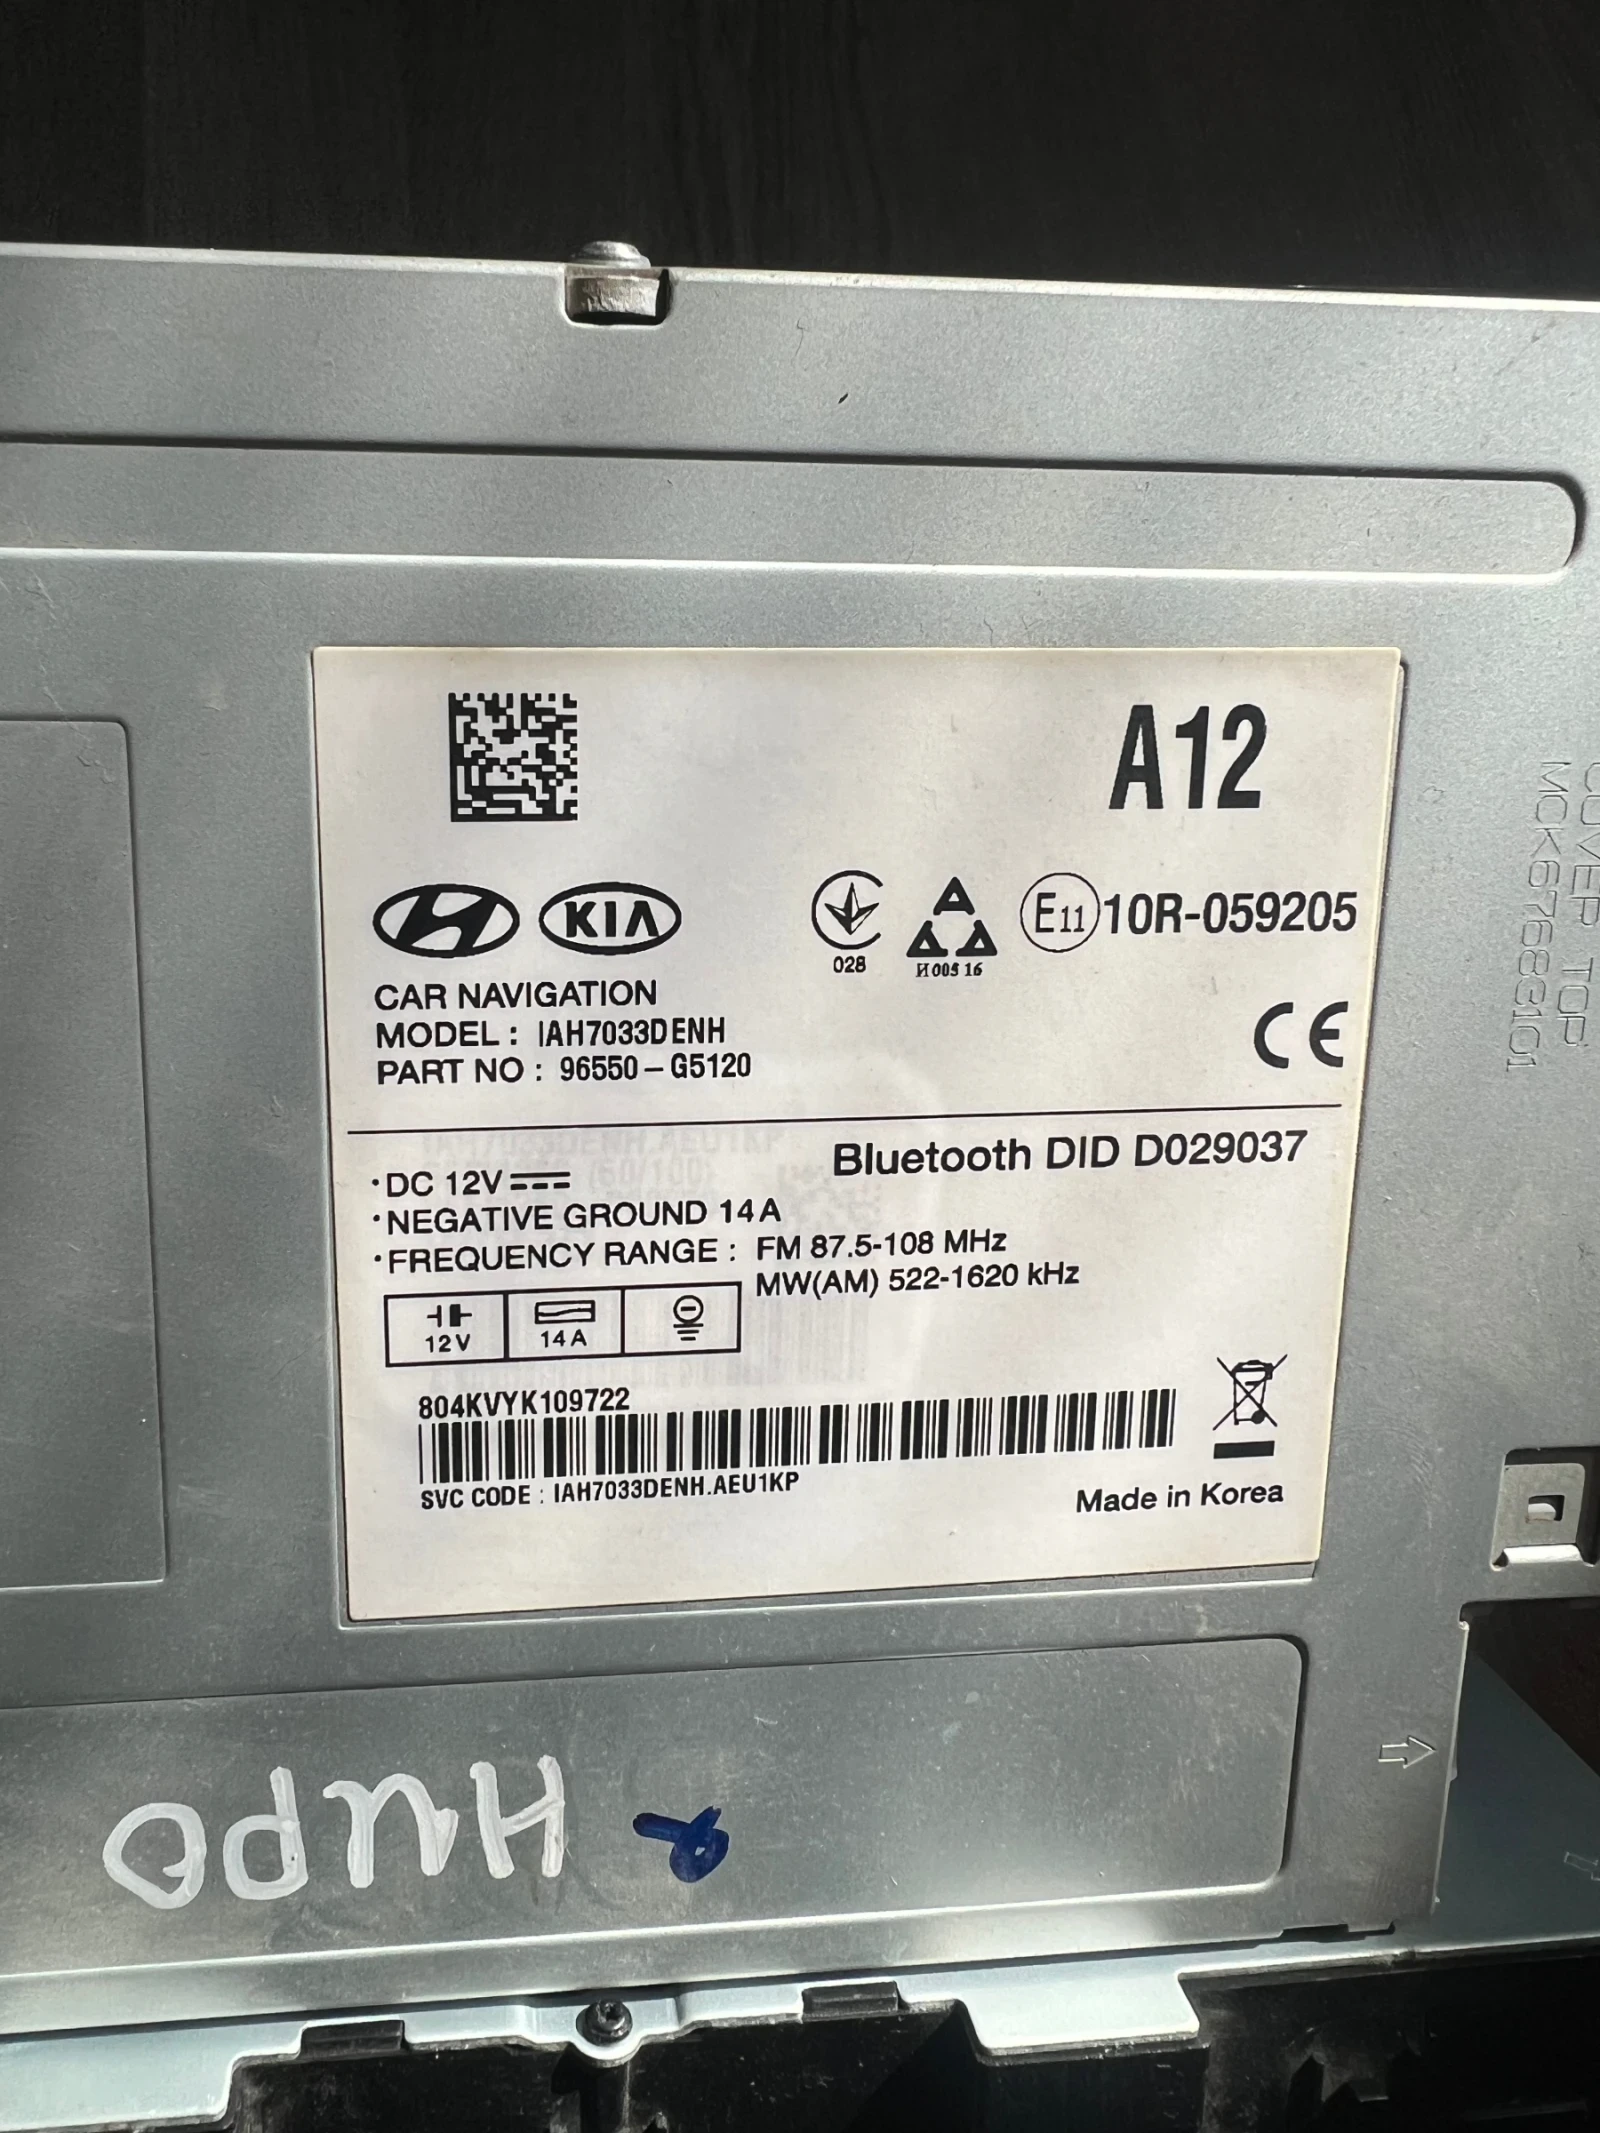 A12
KIA
028
И005 16
E11 10R-059205
CAR NAVIGATION
MODEL : IAH7033DENH
PART NO : 96550-G5120
CE
Bluetooth DID D029037
·DC 12V
·NEGATIVE GROUND 14A
·FREQUENCY RANGE : FM 87.5-108 MHz
MW(AM) 522-1620 kHz
12V
14A
804KVYK109722
SVC CODE : IAH7033DENH.AEU1KP
Made in Korea
COVER TOP
MCK67683101